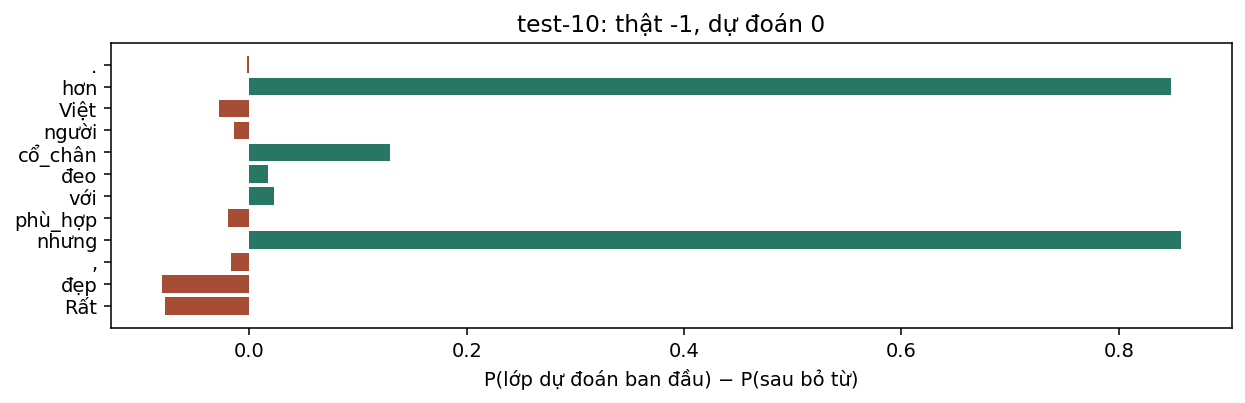 test-10: thật -1, dự đoán 0
.
hơn
Việt
người
cổ_chân
đeo
với
phù_hợp
nhưng
,
đẹp
Rất
0.0 0.2 0.4 0.6 0.8
P(lớp dự đoán ban đầu) − P(sau bỏ từ)